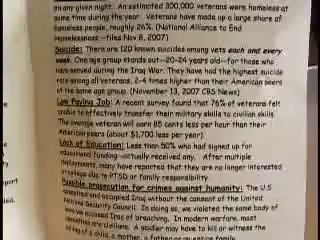 on any given night. An estimated 300,000 veterans were homeless at
some time during the year. Veterans have made up a large share of
homeless people, roughly 26%. (National Alliance to End
Homelessness –files Nov 8, 2007)
Suicide: There are 120 known suicides among vets each and every
week. One age group stands out--20-24 years old--for those who
have served during the Iraq War. They have had the highest suicide
rate among all veterans, 2-4 times higher than their American peers
of the same age group. (November 13, 2007 CBS News)
Low Paying Job: A recent survey found that 76% of veterans felt
unable to effectively transfer their military skills to civilian skills.
The average veteran will earn 85 cents less per hour than their
American peers (about $1,700 less per year).
Lack of Education: Less than 50% who had signed up for
educational funding actually received any. After multiple
deployments, many have reported that they are no longer interested
due to PTSD or family responsibility.
Possible prosecution for crimes against humanity: The U.S
and occupied Iraq without the consent of the United
Nations Security Council. In doing so, we violated the same body of
we accused Iraq of breaching. In modern warfare, most
are civilians. A soldier may have to kill or witness the
killing of a child, a mother, a father or an entire family